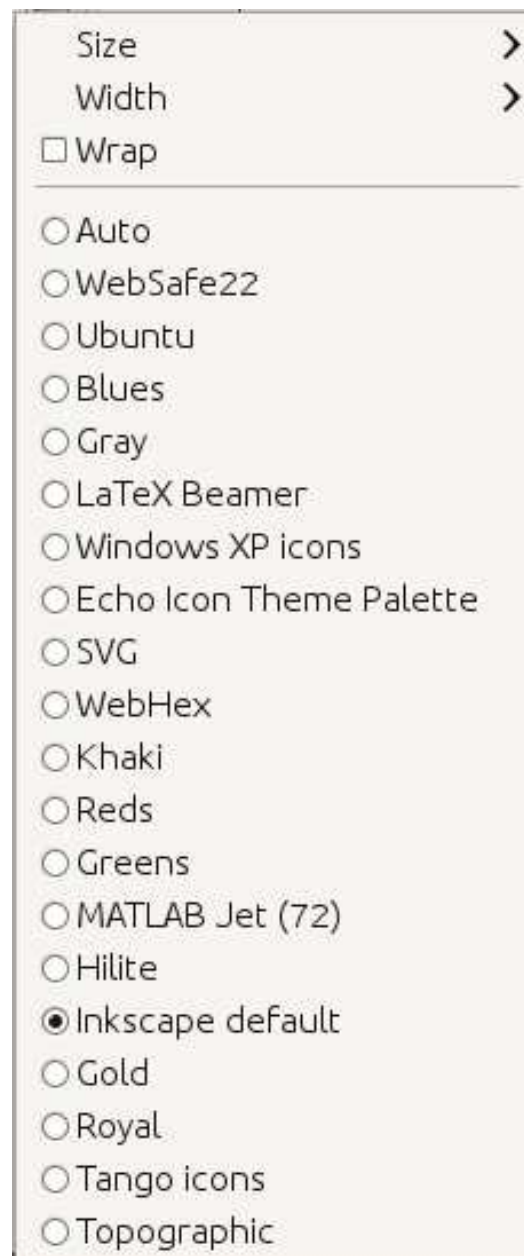 Size
Width
Wrap
Auto
WebSafe22
Ubuntu
Blues
Gray
LaTeX Beamer
Windows XP icons
Echo Icon Theme Palette
SVG
WebHex
Khaki
Reds
Greens
MATLAB Jet (72)
Hilite
Inkscape default
Gold
Royal
Tango icons
Topographic